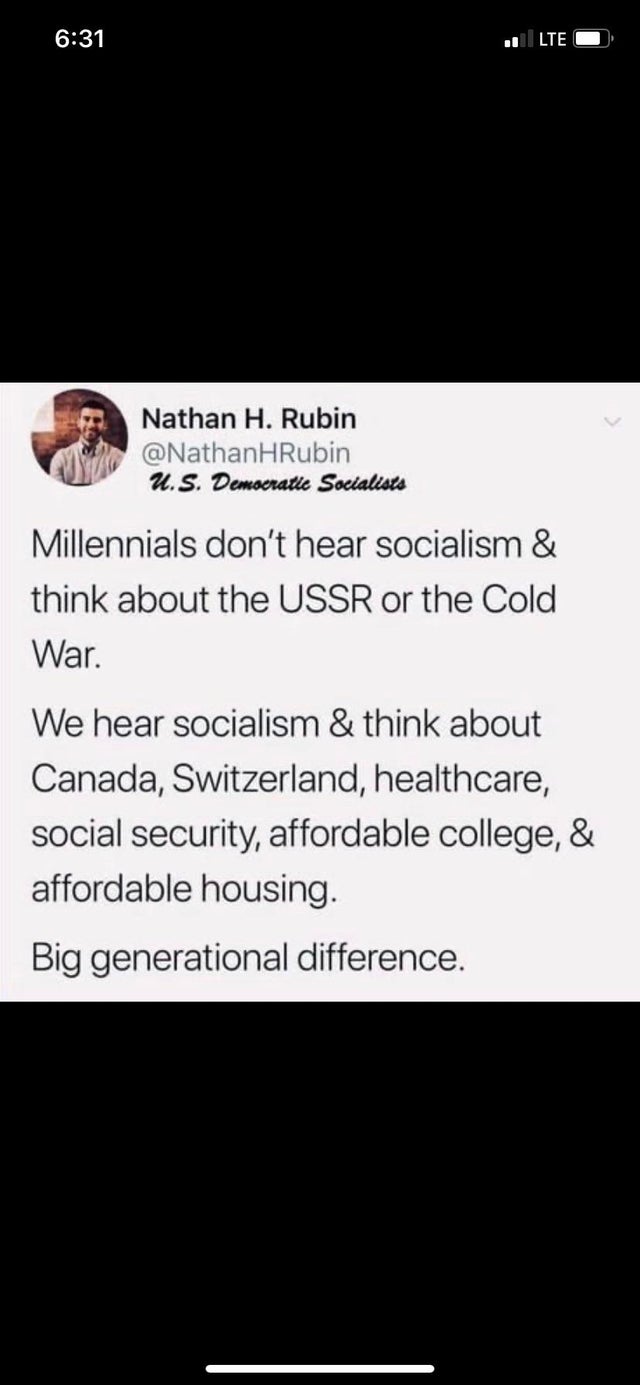 6:31
LTE
Nathan H. Rubin
@NathanHRubin
U.S. Democratic Socialists
Millennials don't hear socialism &
think about the USSR or the Cold
War.
We hear socialism & think about
Canada, Switzerland, healthcare,
social security, affordable college, &
affordable housing.
Big generational difference.